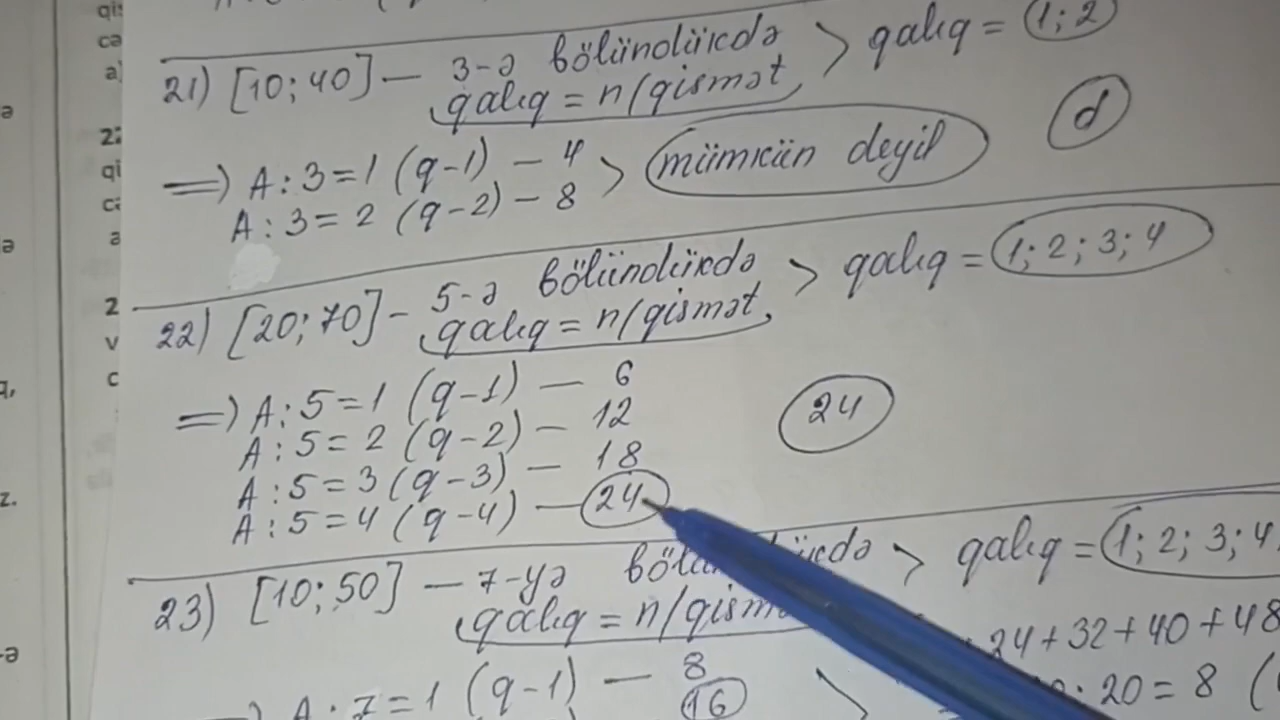 21) [10; 40] — 3-ə bölündükdə > qalıq = 1; 2
qalıq = n/qismət
=> A : 3 = 1 (q-1) — 4 > mümkün deyil
d
A : 3 = 2 (q-2) — 8
22) [20; 70] - 5-ə bölündükdə > qalıq = 1; 2; 3; 4
qalıq = n/qismət
=> A : 5 = 1 (q-1) — 6
A : 5 = 2 (q-2) — 12
24
A : 5 = 3 (q-3) — 18
A : 5 = 4 (q-4) — 24
23) [10; 50] — 7-yə > qalıq = 1; 2; 3; 4
qalıq =
24 + 32 + 40 + 48
A : 7 = 1 (q-1) — 8
16
20 = 8 (